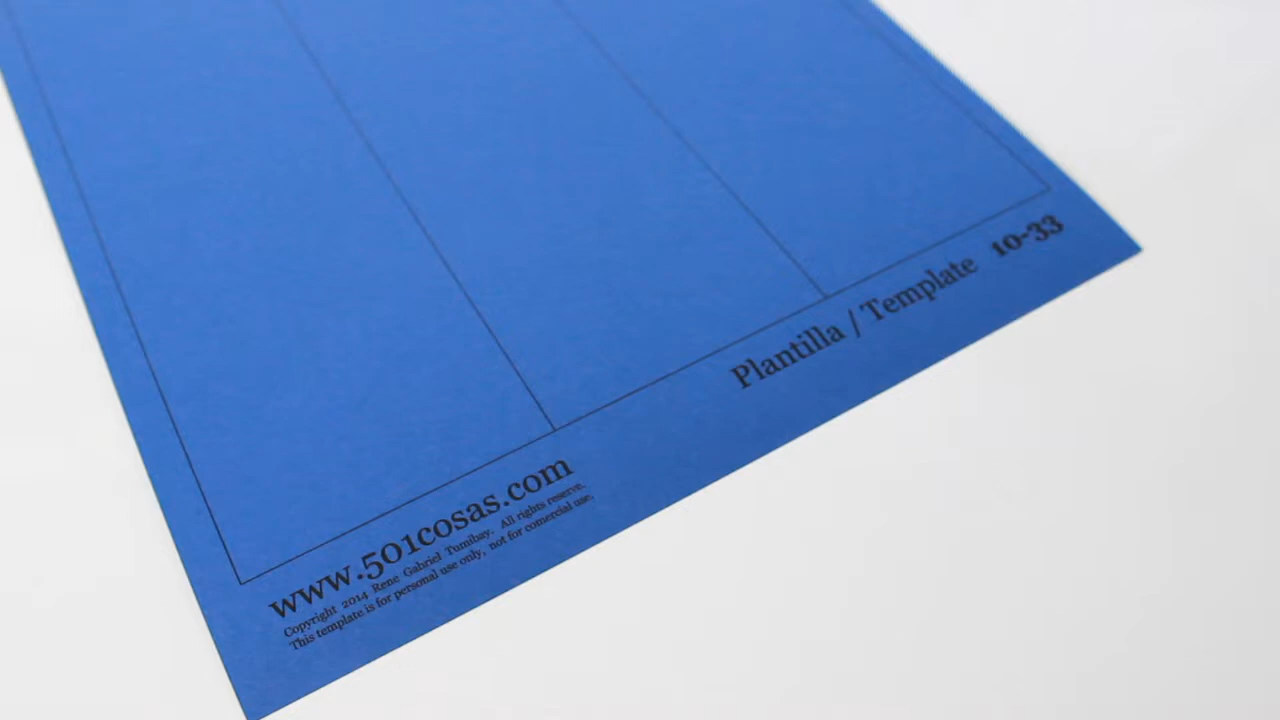 Plantilla / Template 10-33
www.501cosas.com
Copyright 2014 Rene Gabriel Tumibay. All rights reserve.
This template is for personal use only, not for comercial use.